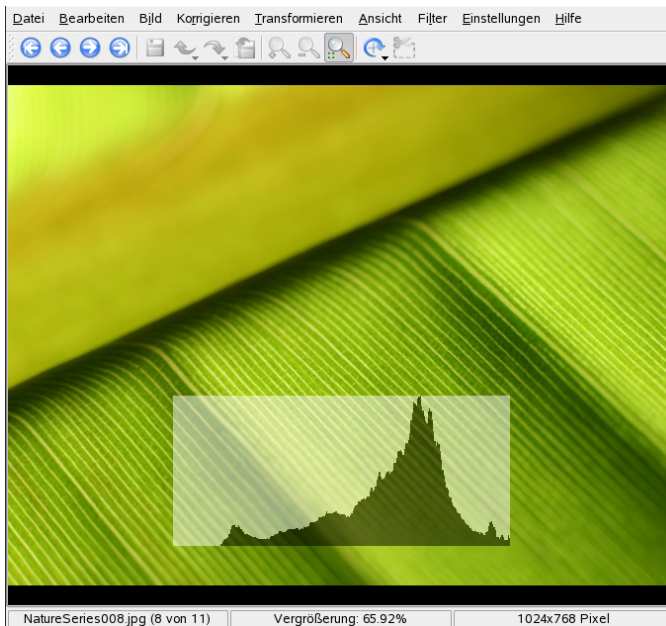 Datei Bearbeiten Bild Korrigieren Transformieren Ansicht Filter Einstellungen Hilfe
NatureSeries008.jpg (8 von 11) Vergrößerung: 65.92% 1024x768 Pixel